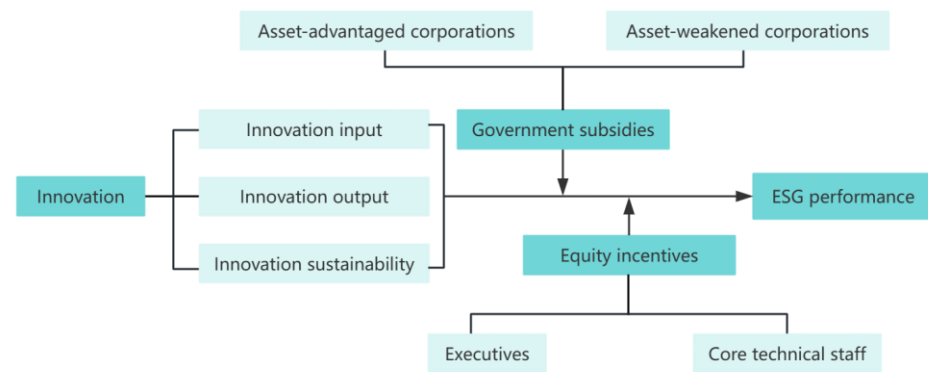 Asset-advantaged corporations
Asset-weakened corporations
Innovation input
Government subsidies
Innovation
Innovation output
ESG performance
Innovation sustainability
Equity incentives
Executives
Core technical staff